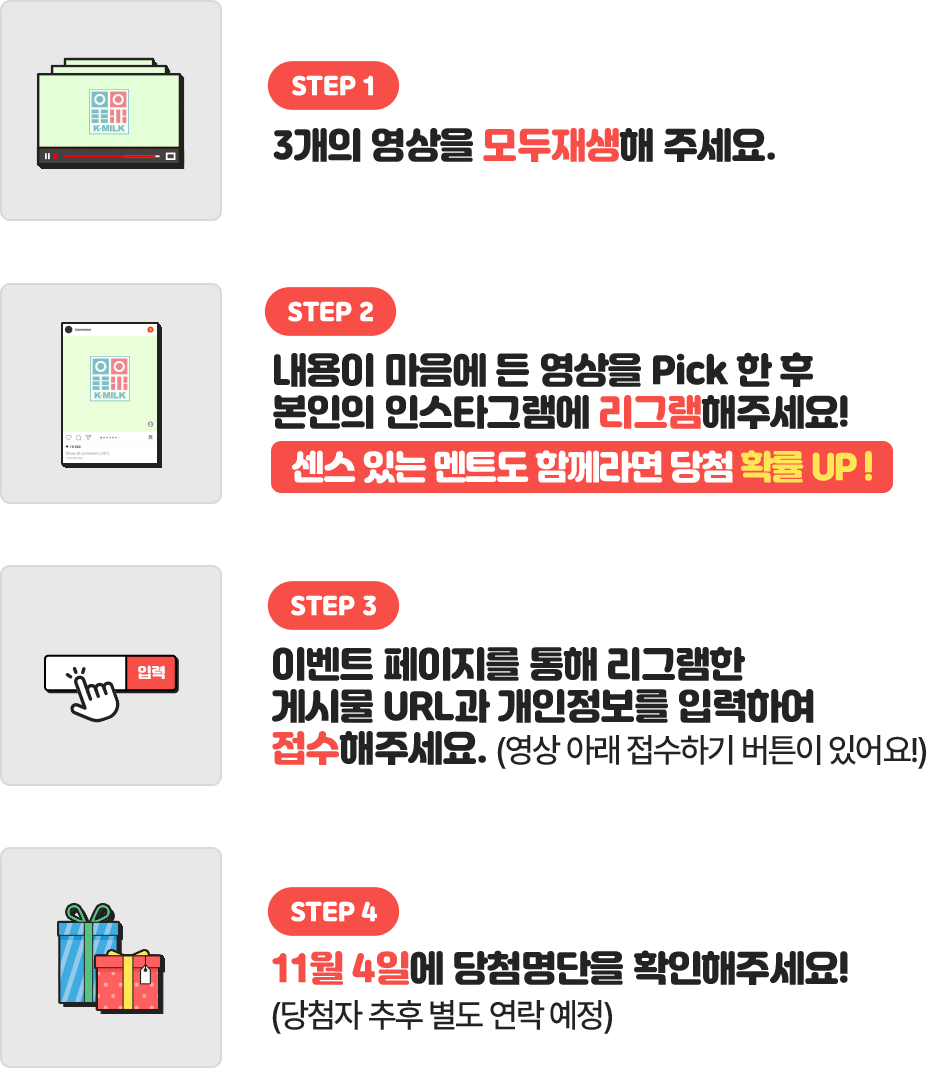 K·MILK
STEP 1
3개의 영상을 모두재생해 주세요.
K·MILK
STEP 2
내용이 마음에 든 영상을 Pick 한 후
본인의 인스타그램에 리그램해주세요!
센스 있는 멘트도 함께라면 당첨 확률 UP !
입력
STEP 3
이벤트 페이지를 통해 리그램한
게시물 URL과 개인정보를 입력하여
접수해주세요. (영상 아래 접수하기 버튼이 있어요!)
STEP 4
11월 4일에 당첨명단을 확인해주세요!
(당첨자 추후 별도 연락 예정)